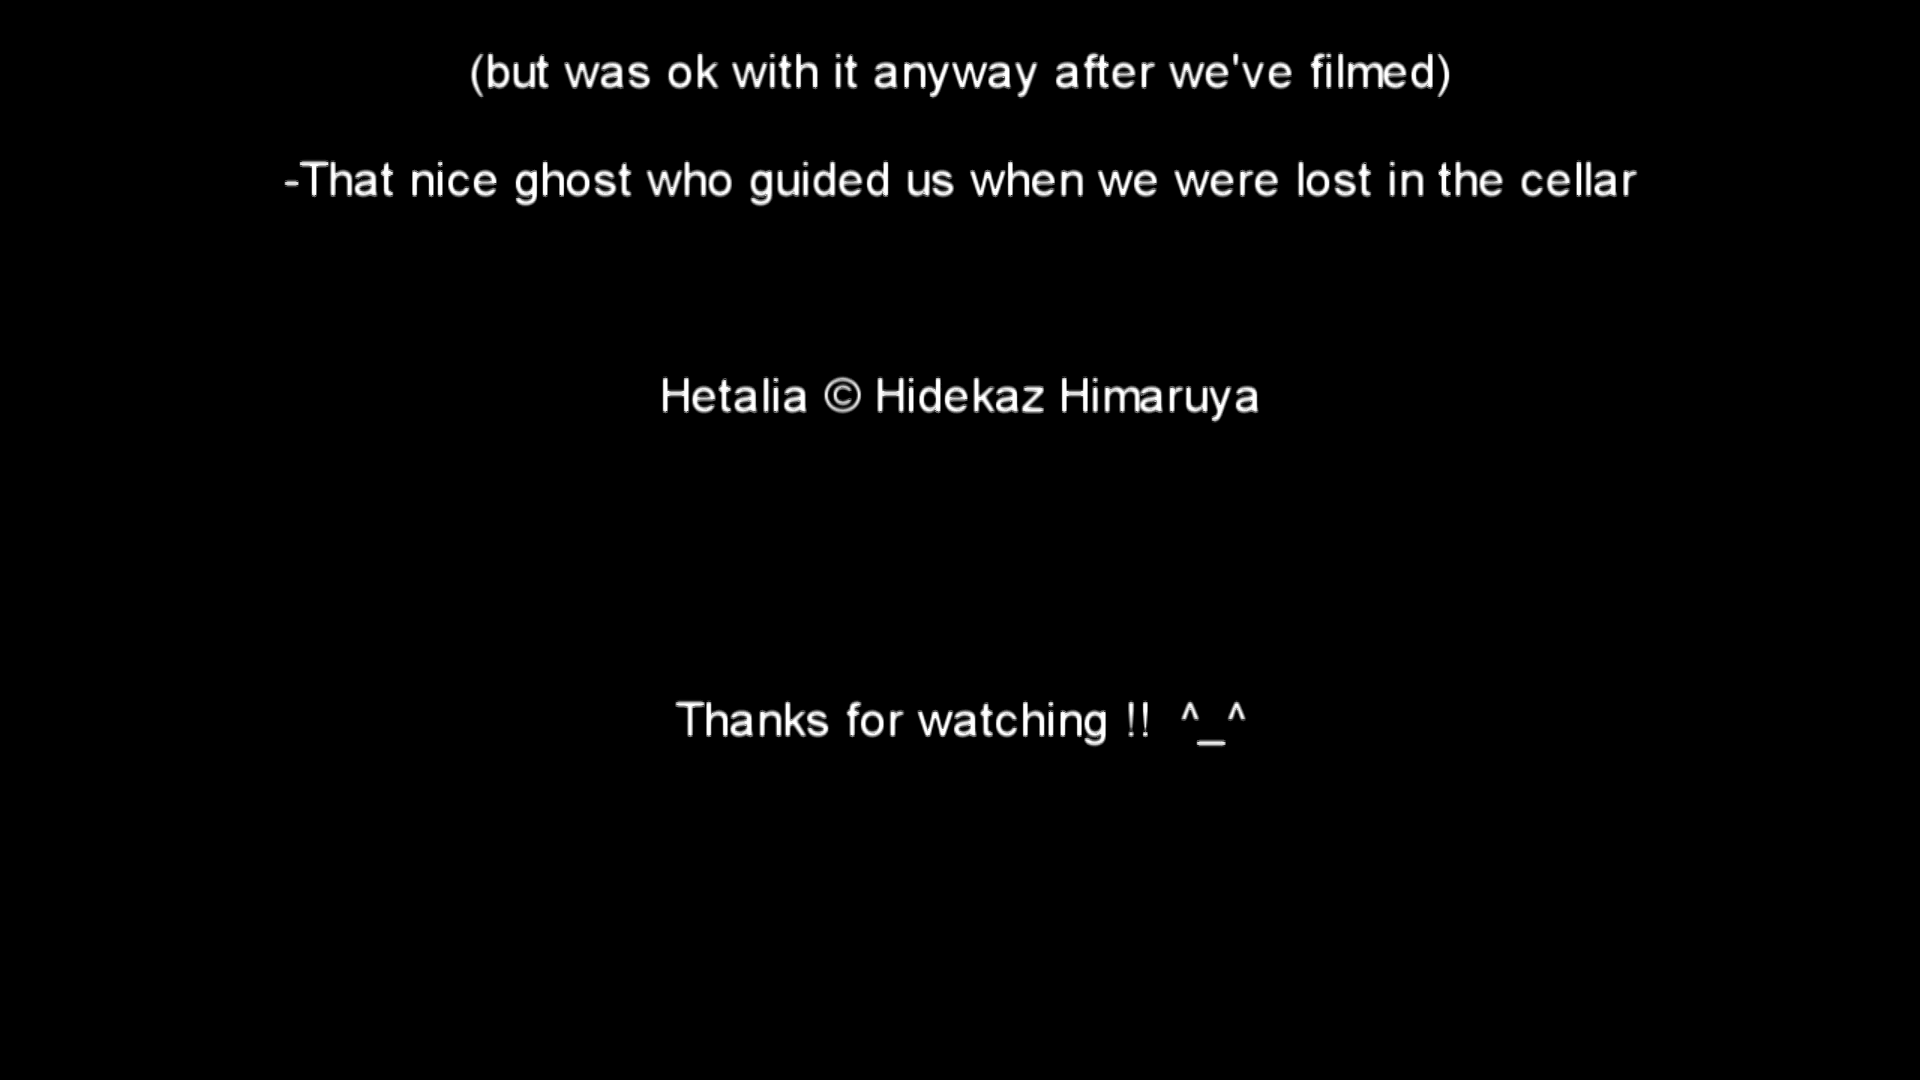 (but was ok with it anyway after we've filmed)
-That nice ghost who guided us when we were lost in the cellar
Hetalia © Hidekaz Himaruya
Thanks for watching !!  ^_^